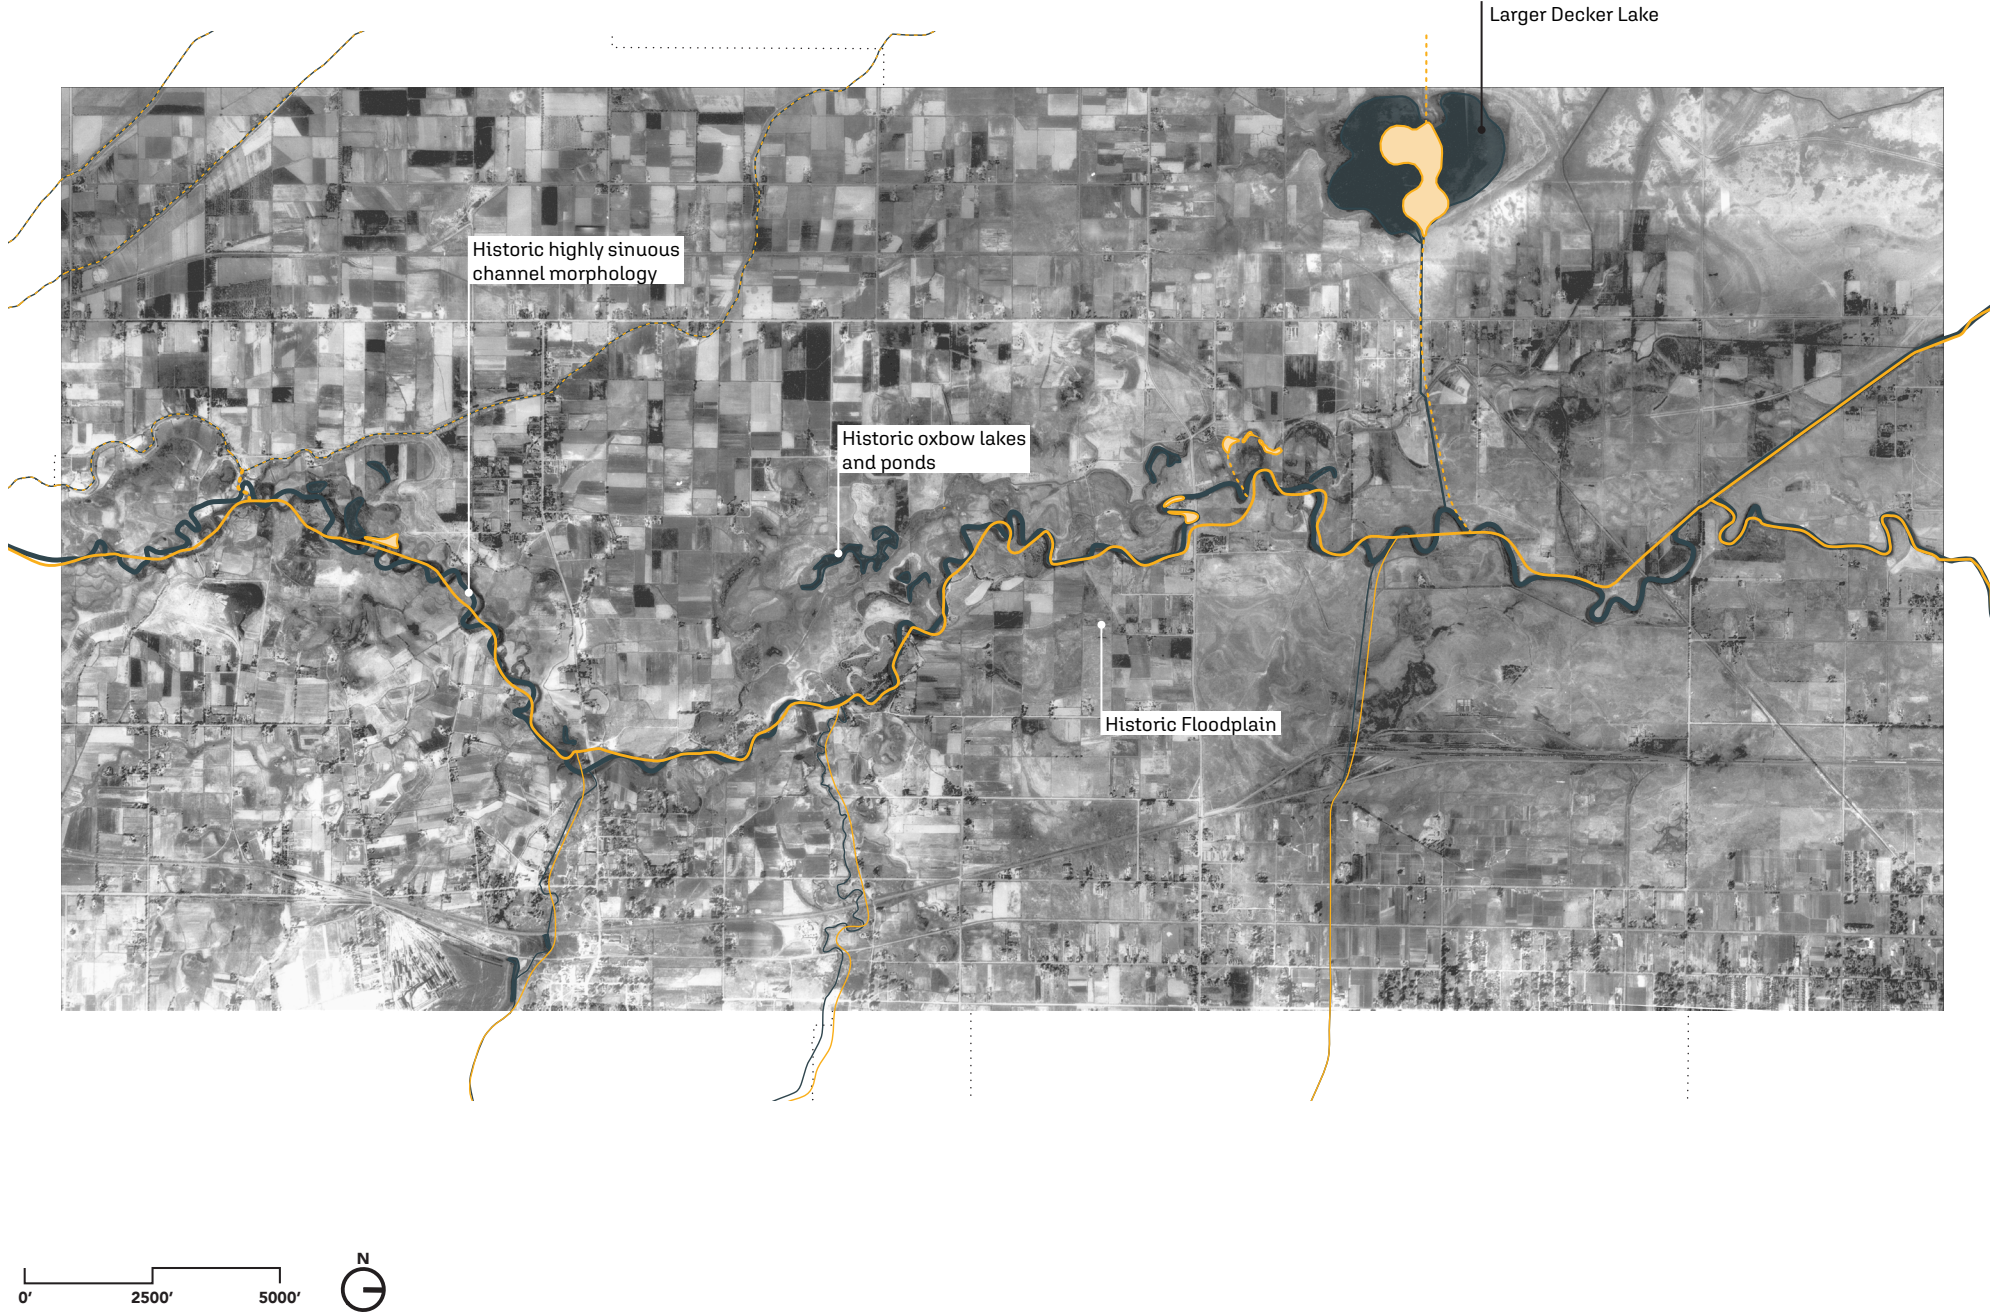 Larger Decker Lake
Historic highly sinuous
channel morphology
Historic oxbow lakes
and ponds
Historic Floodplain
N
0’ 2500’ 5000’